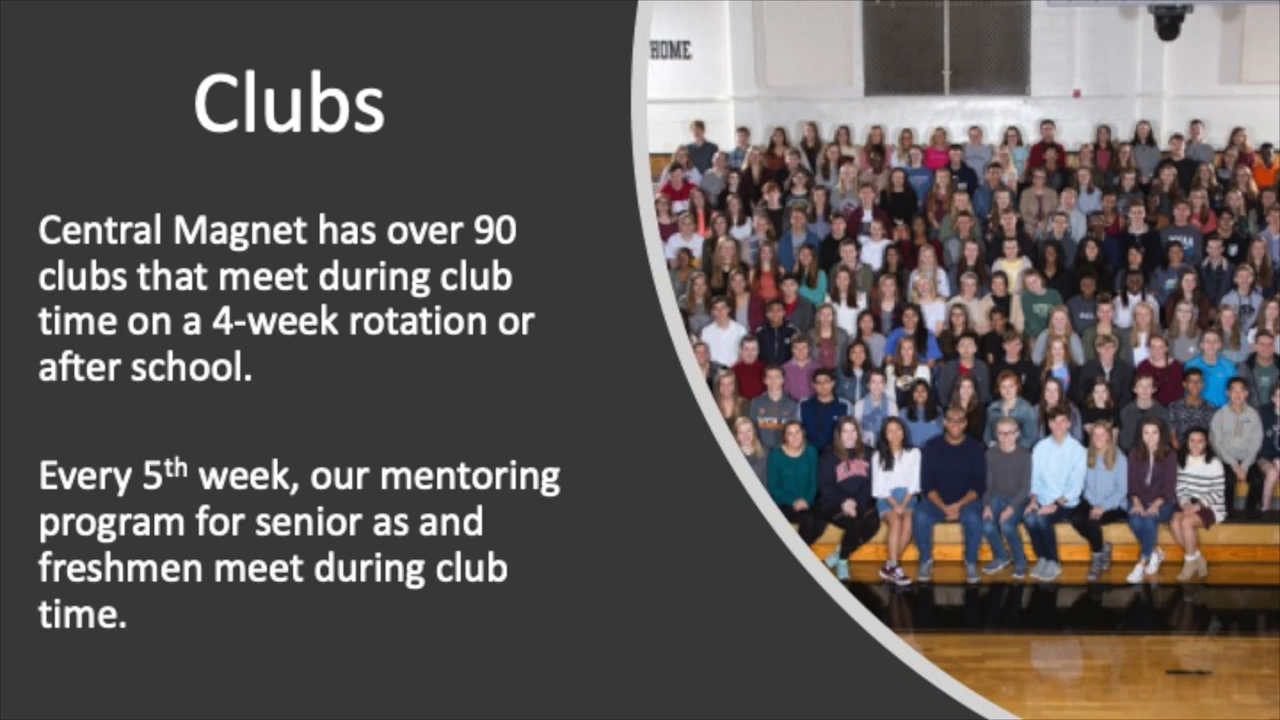 Clubs
Central Magnet has over 90
clubs that meet during club
time on a 4-week rotation or
after school.
Every 5th week, our mentoring
program for senior as and
freshmen meet during club
time.
HOME